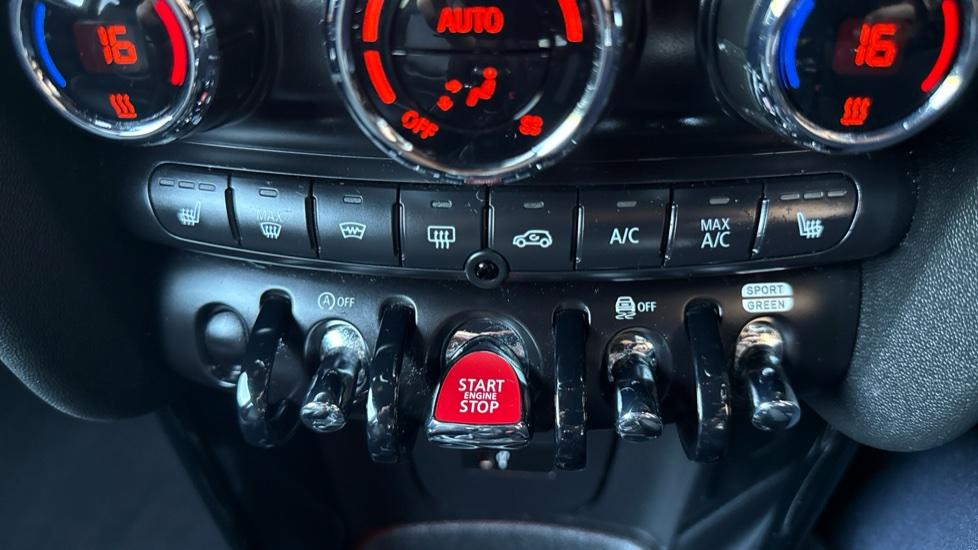 16
AUTO
16
OFF
MAX
A/C
MAX
A/C
A OFF
OFF
SPORT
GREEN
START
ENGINE
STOP